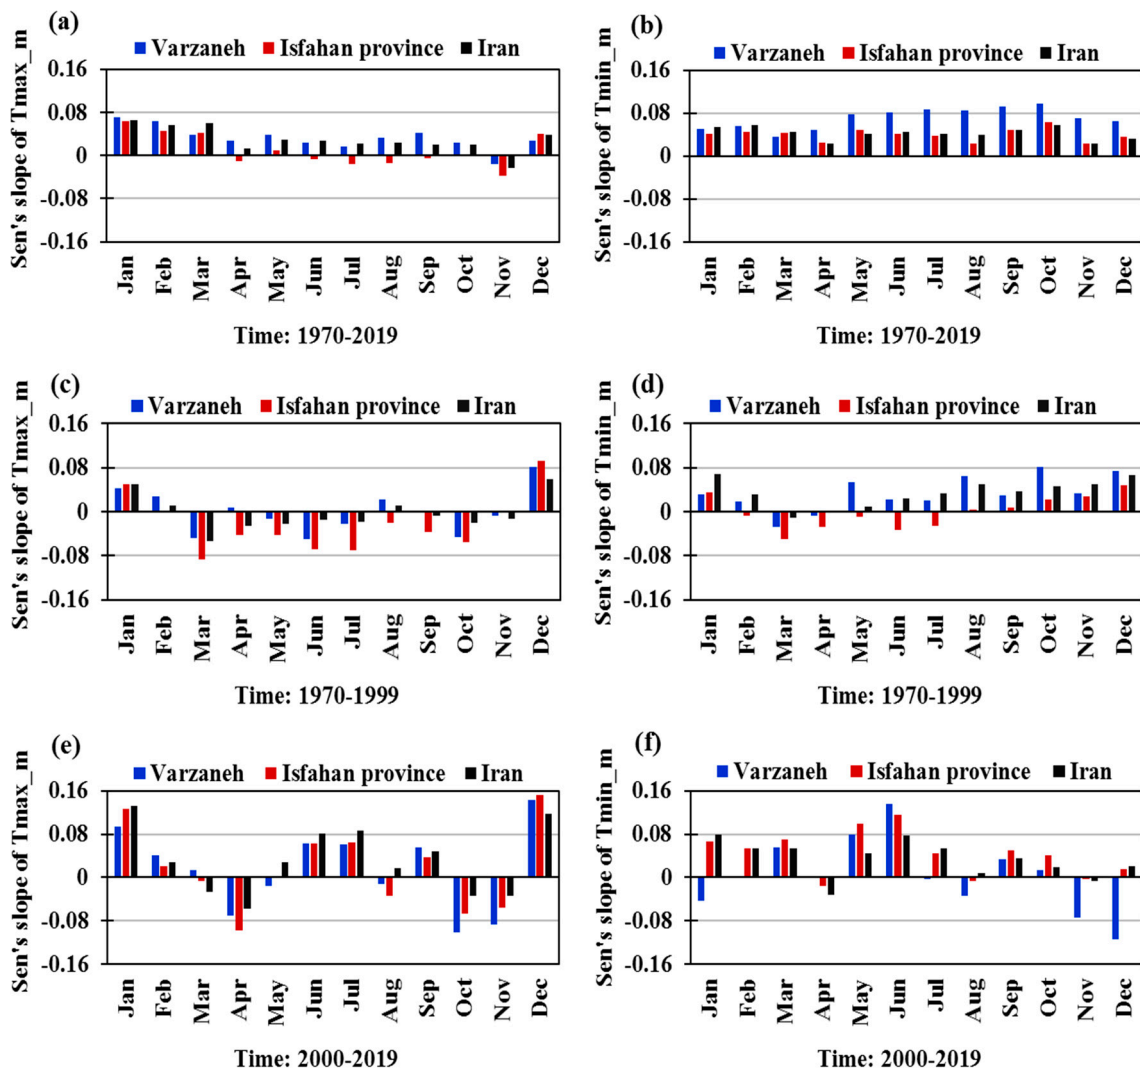 (a)
Varzaneh Isfahan province Iran
Sen's slope of Tmax_m
0.16
0.08
0
-0.08
-0.16
Jan Feb Mar Apr May Jun Jul Aug Sep Oct Nov Dec
Time: 1970-2019
(b)
Varzaneh Isfahan province Iran
Sen's slope of Tmin_m
0.16
0.08
0
-0.08
-0.16
Jan Feb Mar Apr May Jun Jul Aug Sep Oct Nov Dec
Time: 1970-2019
(c)
Varzaneh Isfahan province Iran
Sen's slope of Tmax_m
0.16
0.08
0
-0.08
-0.16
Jan Feb Mar Apr May Jun Jul Aug Sep Oct Nov Dec
Time: 1970-1999
(d)
Varzaneh Isfahan province Iran
Sen's slope of Tmin_m
0.16
0.08
0
-0.08
-0.16
Jan Feb Mar Apr May Jun Jul Aug Sep Oct Nov Dec
Time: 1970-1999
(e)
Varzaneh Isfahan province Iran
Sen's slope of Tmax_m
0.16
0.08
0
-0.08
-0.16
Jan Feb Mar Apr May Jun Jul Aug Sep Oct Nov Dec
Time: 2000-2019
(f)
Varzaneh Isfahan province Iran
Sen's slope of Tmin_m
0.16
0.08
0
-0.08
-0.16
Jan Feb Mar Apr May Jun Jul Aug Sep Oct Nov Dec
Time: 2000-2019